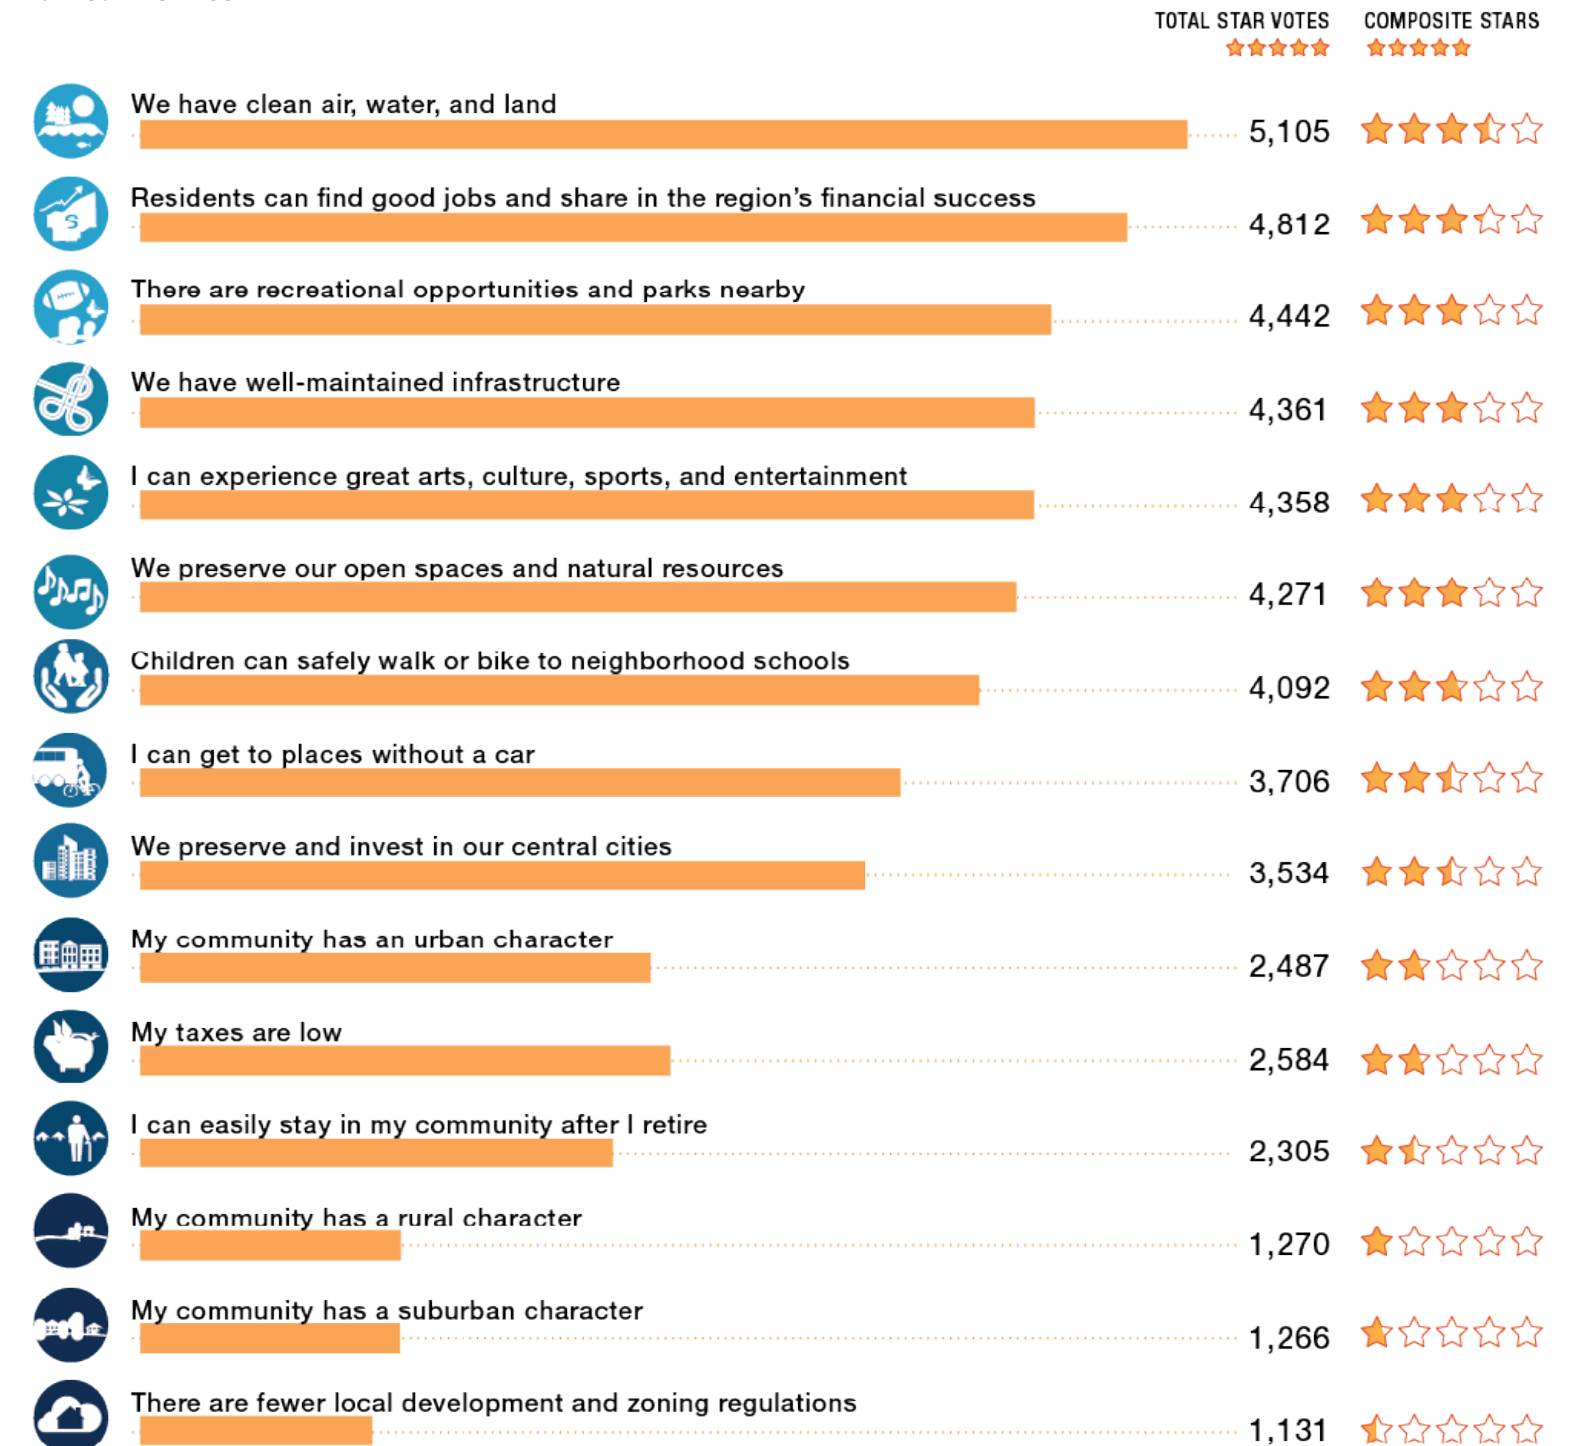 TOTAL STAR VOTES COMPOSITE STARS
We have clean air, water, and land
5,105
Residents can find good jobs and share in the region's financial success
4,812
There are recreational opportunities and parks nearby
4,442
We have well-maintained infrastructure
4,361
I can experience great arts, culture, sports, and entertainment
4,358
We preserve our open spaces and natural resources
4,271
Children can safely walk or bike to neighborhood schools
4,092
I can get to places without a car
3,706
We preserve and invest in our central cities
3,534
My community has an urban character
2,487
My taxes are low
2,584
I can easily stay in my community after I retire
2,305
My community has a rural character
1,270
My community has a suburban character
1,266
There are fewer local development and zoning regulations
1,131